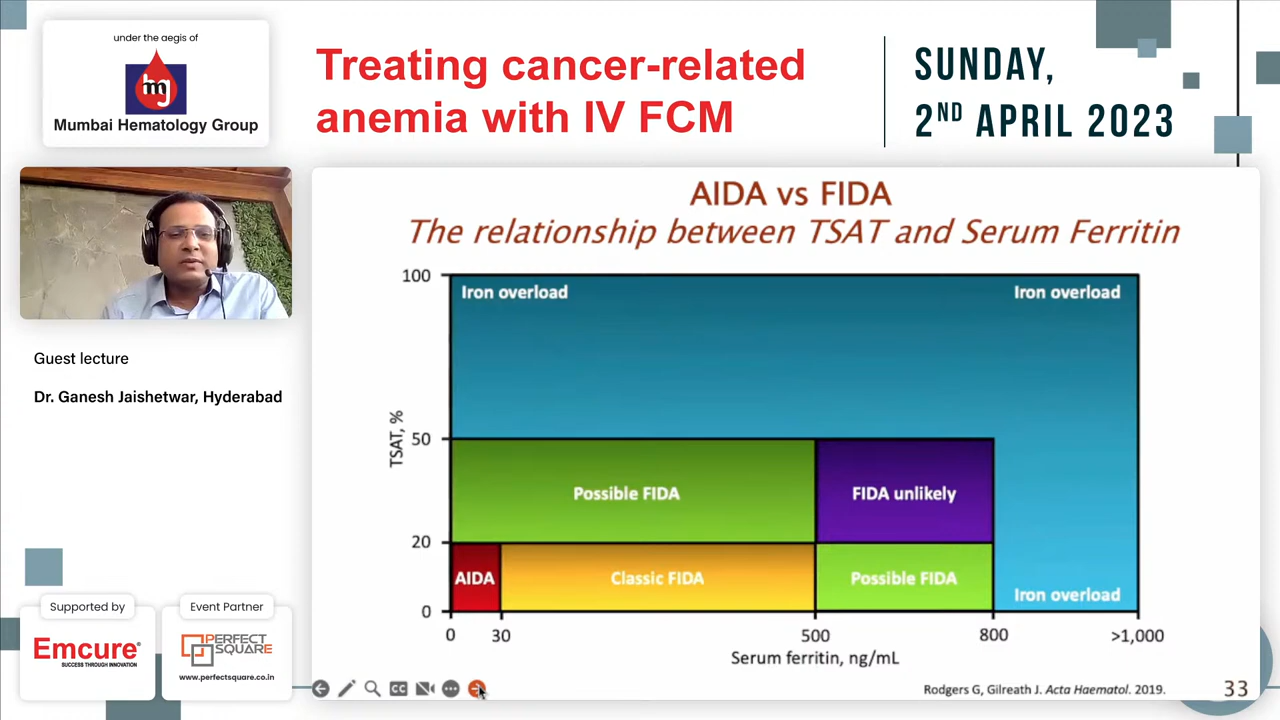 under the aegis of
mj
Mumbai Hematology Group
Treating cancer-related
anemia with IV FCM
SUNDAY,
2ND APRIL 2023
Guest lecture
Dr. Ganesh Jaishetwar, Hyderabad
AIDA vs FIDA
The relationship between TSAT and Serum Ferritin
100
Iron overload
Iron overload
TSAT, %
50
Possible FIDA
FIDA unlikely
20
AIDA
Classic FIDA
Possible FIDA
Iron overload
0
0
30
500
800
>1,000
Serum ferritin, ng/mL
CC
Rodgers G, Gilreath J. Acta Haematol. 2019.
33
Supported by
Emcure®
SUCCESS THROUGH INNOVATION
Event Partner
PERFECT
SQUARE
www.perfectsquare.co.in